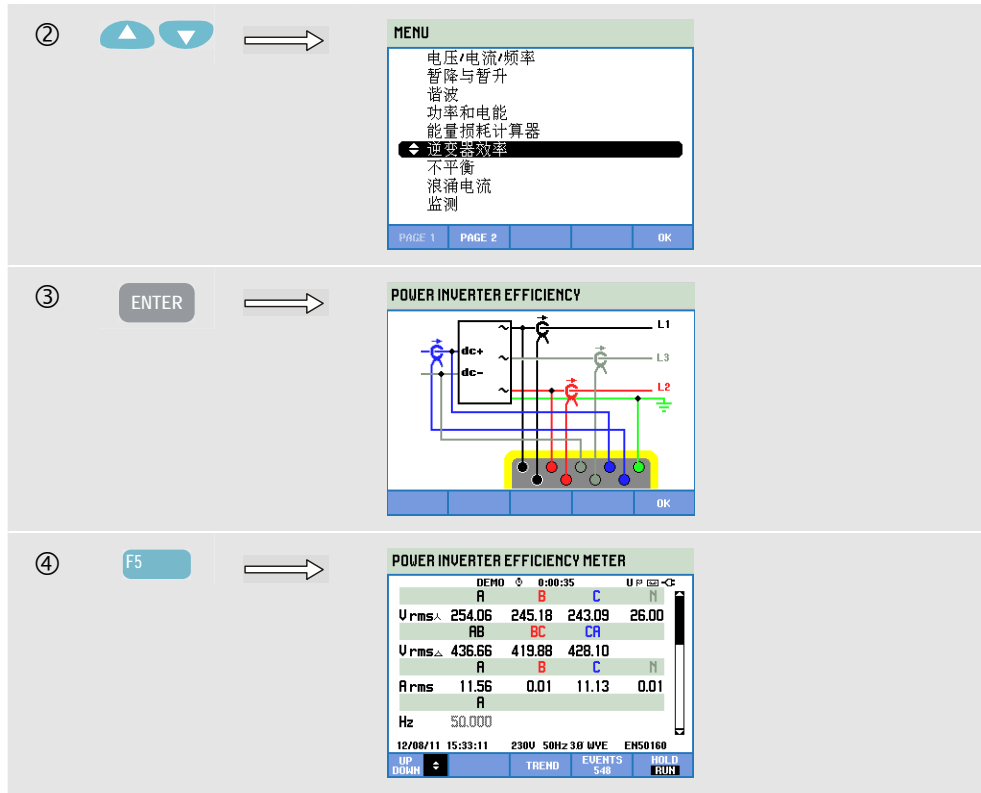 ②
MENU
电压/电流/频率
暂降与暂升
谐波
功率和电能
能量损耗计算器
逆变器效率
不平衡
浪涌电流
监测
PAGE 1 PAGE 2 OK
③
ENTER
POWER INVERTER EFFICIENCY
L1
dc+
L3
dc-
L2
OK
④
F5
POWER INVERTER EFFICIENCY METER
DEMO 0:00:35 U P
A B C N
Vrms⅄ 254.06 245.18 243.09 26.00
AB BC CA
Vrms△ 436.66 419.88 428.10
A B C N
Arms 11.56 0.01 11.13 0.01
A
Hz 50.000
12/08/11 15:33:11 230V 50Hz 3Ø WYE EN50160
UP DOWN TREND EVENTS 548 HOLD RUN